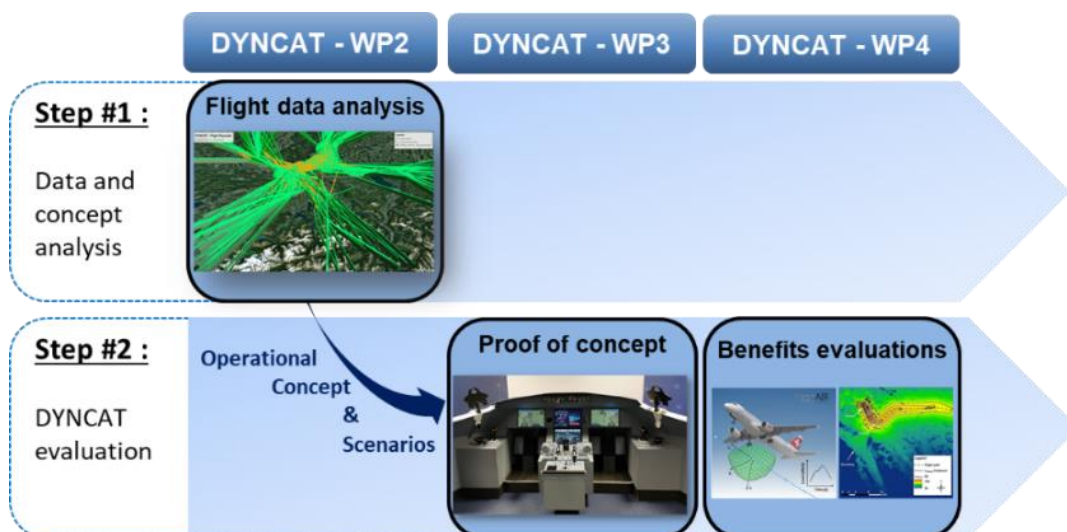 DYNCAT - WP2
DYNCAT - WP3
DYNCAT - WP4
Step #1 :
Data and
concept
analysis
Flight data analysis
Step #2 :
DYNCAT
evaluation
Operational
Concept
&
Scenarios
Proof of concept
Benefits evaluations